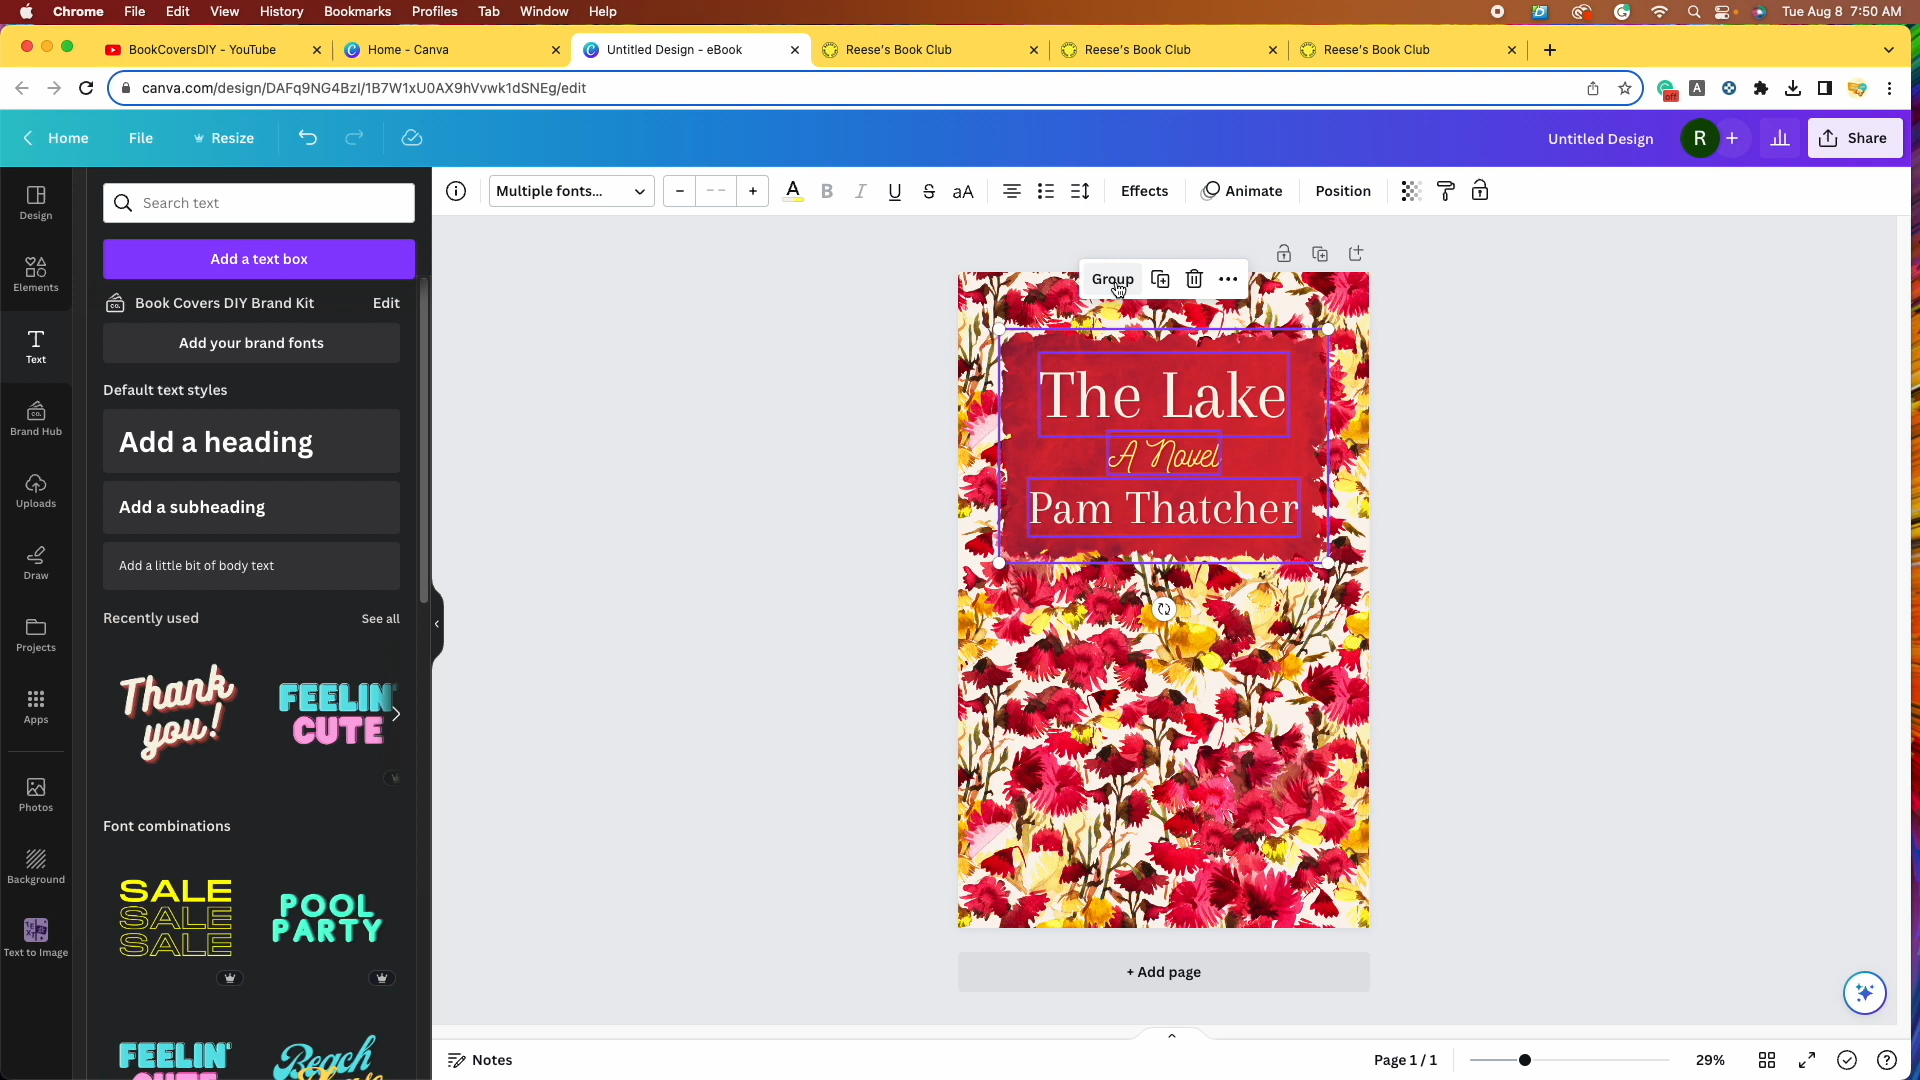 Chrome File Edit View History Bookmarks Profiles Tab Window Help
Tue Aug 8 7:50 AM
BookCoversDIY - YouTube
Home - Canva
Untitled Design - eBook
Reese's Book Club
Reese's Book Club
Reese's Book Club
canva.com/design/DAFq9NG4BzI/1B7W1xU0AX9hVvwk1dSNEg/edit
off
A
Home File Resize
Untitled Design
R
Share
Multiple fonts...
A B I U S aA
Effects
Animate
Position
Design
Elements
Text
Brand Hub
Uploads
Draw
Projects
Apps
Photos
Background
Text to Image
Search text
Add a text box
Book Covers DIY Brand Kit
Edit
Add your brand fonts
Default text styles
Add a heading
Add a subheading
Add a little bit of body text
Recently used
See all
Thank you!
FEELIN' CUTE
Font combinations
SALE
SALE
SALE
POOL PARTY
FEELIN'
Beach
Group
The Lake
A Novel
Pam Thatcher
+ Add page
Notes
Page 1 / 1
29%